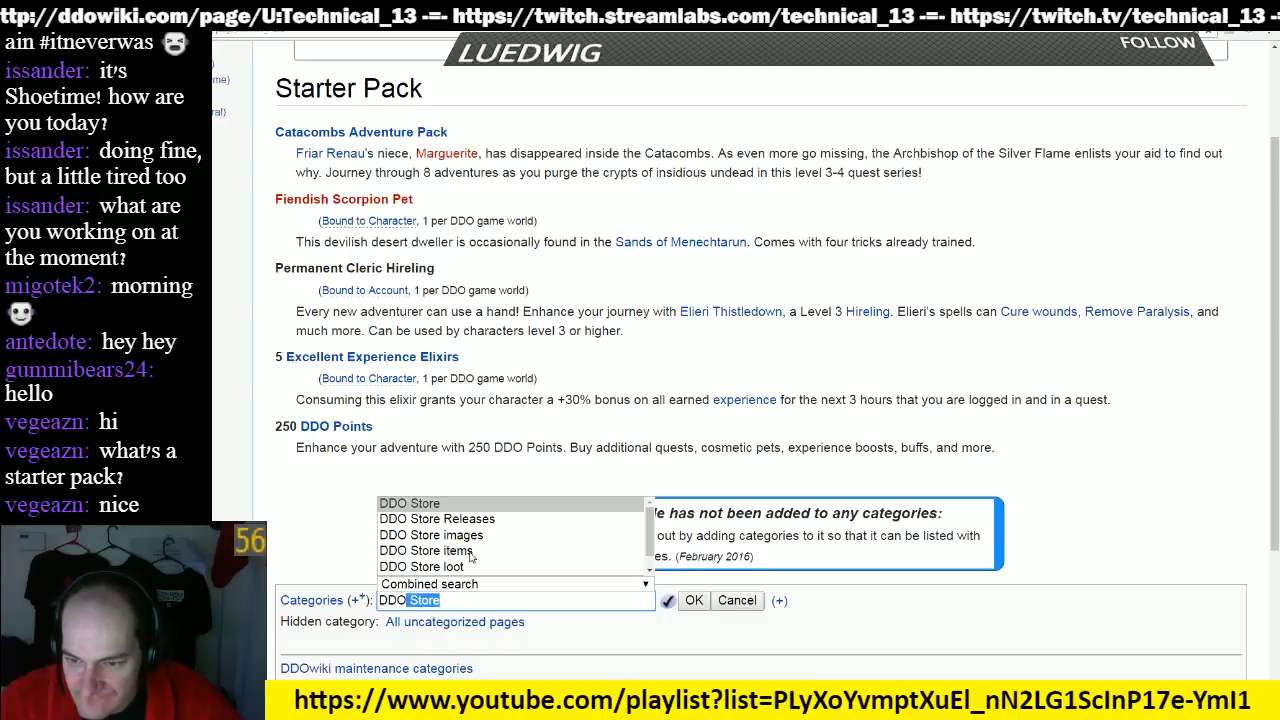 ttp://ddowiki.com/page/U:Technical_13 -=- https://twitch.streamlabs.com/technical_13 -=- https://twitch.tv/technical_13 -
ain #itneverwas
issander: it's
Shoetime! how are
you today?
issander: doing fine,
but a little tired too
issander: what are
you working on at
the moment?
migotek2: morning
antedote: hey hey
gummibears24:
hello
vegeazn: hi
vegeazn: what's a
starter pack?
vegeazn: nice
56
LUEDWIG
FOLLOW
Starter Pack
Catacombs Adventure Pack
Friar Renau's niece, Marguerite, has disappeared inside the Catacombs. As even more go missing, the Archbishop of the Silver Flame enlists your aid to find out
why. Journey through 8 adventures as you purge the crypts of insidious undead in this level 3-4 quest series!
Fiendish Scorpion Pet
(Bound to Character, 1 per DDO game world)
This devilish desert dweller is occasionally found in the Sands of Menechtarun. Comes with four tricks already trained.
Permanent Cleric Hireling
(Bound to Account, 1 per DDO game world)
Every new adventurer can use a hand! Enhance your journey with Elieri Thistledown, a Level 3 Hireling. Elieri's spells can Cure wounds, Remove Paralysis, and
much more. Can be used by characters level 3 or higher.
5 Excellent Experience Elixirs
(Bound to Character, 1 per DDO game world)
Consuming this elixir grants your character a +30% bonus on all earned experience for the next 3 hours that you are logged in and in a quest.
250 DDO Points
Enhance your adventure with 250 DDO Points. Buy additional quests, cosmetic pets, experience boosts, buffs, and more.
DDO Store
DDO Store Releases
DDO Store images
DDO Store items
DDO Store loot
Combined search
le has not been added to any categories:
out by adding categories to it so that it can be listed with
es. (February 2016)
Categories (+⁺): DDO Store OK Cancel (+)
Hidden category: All uncategorized pages
DDOwiki maintenance categories
https://www.youtube.com/playlist?list=PLyXoYvmptXuEl_nN2LG1ScInP17e-YmI1